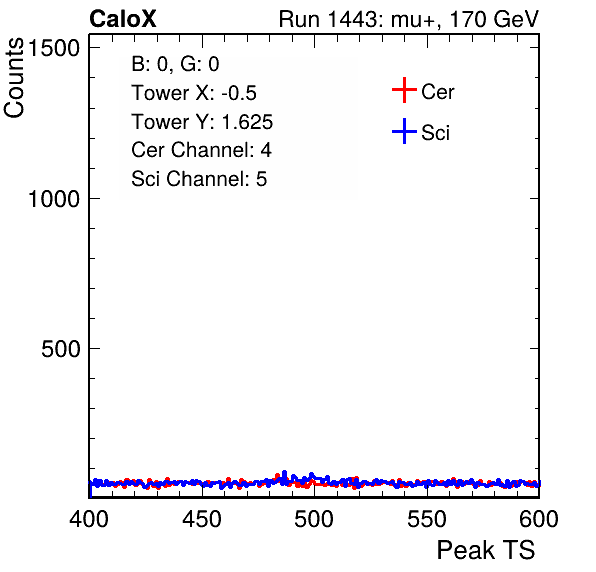 CaloX Run 1443: mu+, 170 GeV
Counts
1500
1000
500
B: 0, G: 0
Tower X: -0.5
Tower Y: 1.625
Cer Channel: 4
Sci Channel: 5
Cer
Sci
400 450 500 550 600
Peak TS